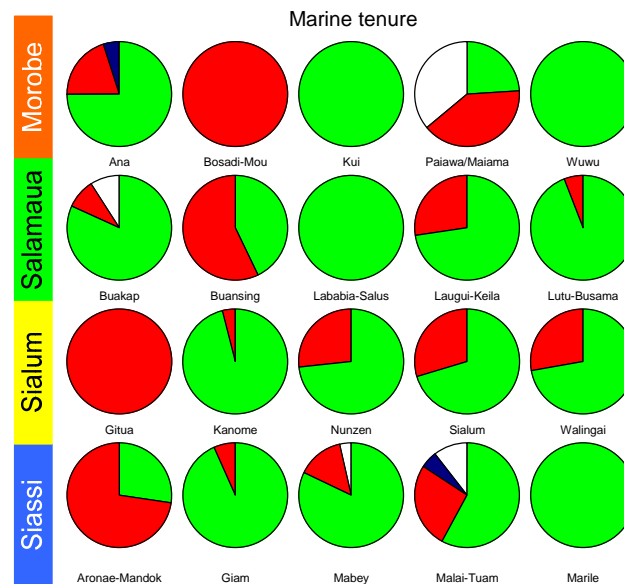 Marine tenure
Morobe
Ana Bosadi-Mou Kui Paiawa/Maiama Wuwu
Salamaua
Buakap Buansing Lababia-Salus Laugui-Keila Lutu-Busama
Sialum
Gitua Kanome Nunzen Sialum Walingai
Siassi
Aronae-Mandok Giam Mabey Malai-Tuam Marile